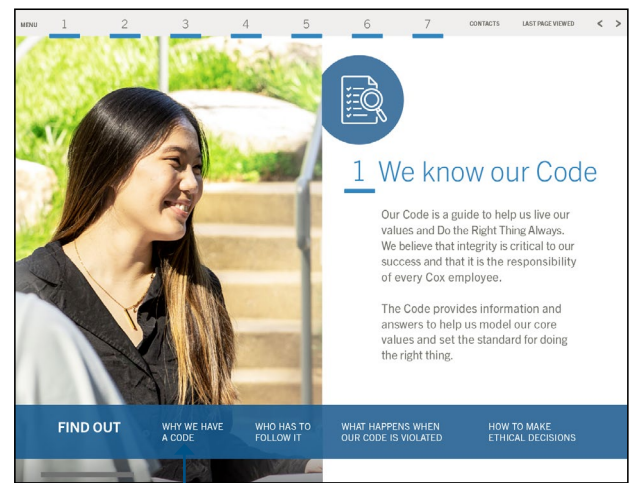 MENU 1 2 3 4 5 6 7 CONTACTS LAST PAGE VIEWED < >
1 We know our Code
Our Code is a guide to help us live our
values and Do the Right Thing Always.
We believe that integrity is critical to our
success and that it is the responsibility
of every Cox employee.
The Code provides information and
answers to help us model our core
values and set the standard for doing
the right thing.
FIND OUT
WHY WE HAVE
A CODE
WHO HAS TO
FOLLOW IT
WHAT HAPPENS WHEN
OUR CODE IS VIOLATED
HOW TO MAKE
ETHICAL DECISIONS